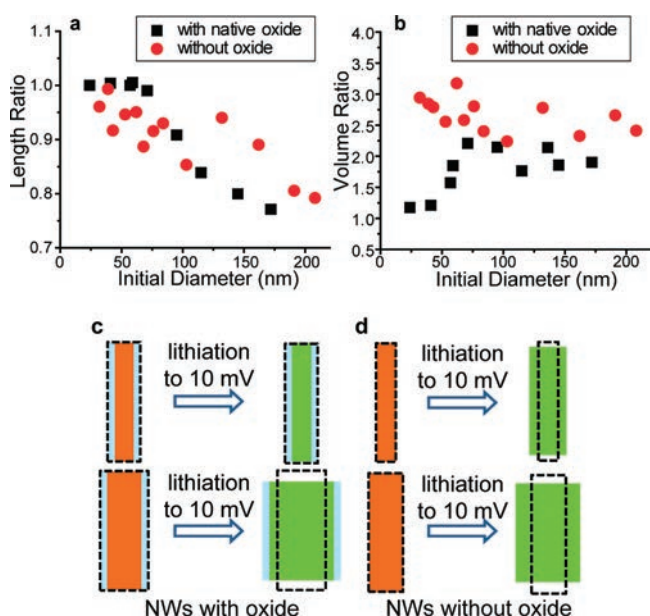 a
with native oxide
without oxide
Length Ratio
1.0
0.9
0.8
0.7
0 50 100 150 200
Initial Diameter (nm)
b
with native oxide
without oxide
Volume Ratio
4.0
3.5
3.0
2.5
2.0
1.5
1.0
0.5
0 50 100 150 200
Initial Diameter (nm)
c
lithiation
to 10 mV
lithiation
to 10 mV
NWs with oxide
d
lithiation
to 10 mV
lithiation
to 10 mV
NWs without oxide